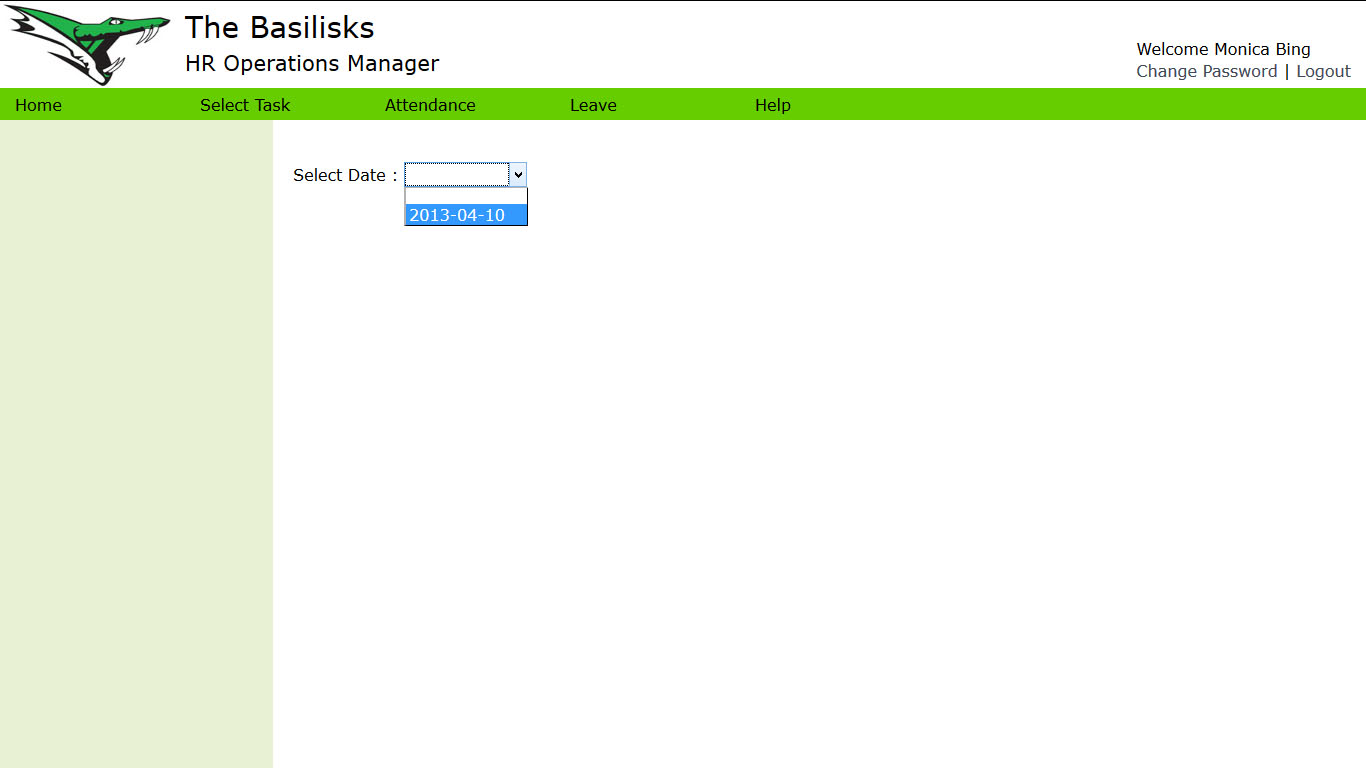 The Basilisks
HR Operations Manager
Welcome Monica Bing
Change Password | Logout
Home Select Task Attendance Leave Help
Select Date :
2013-04-10